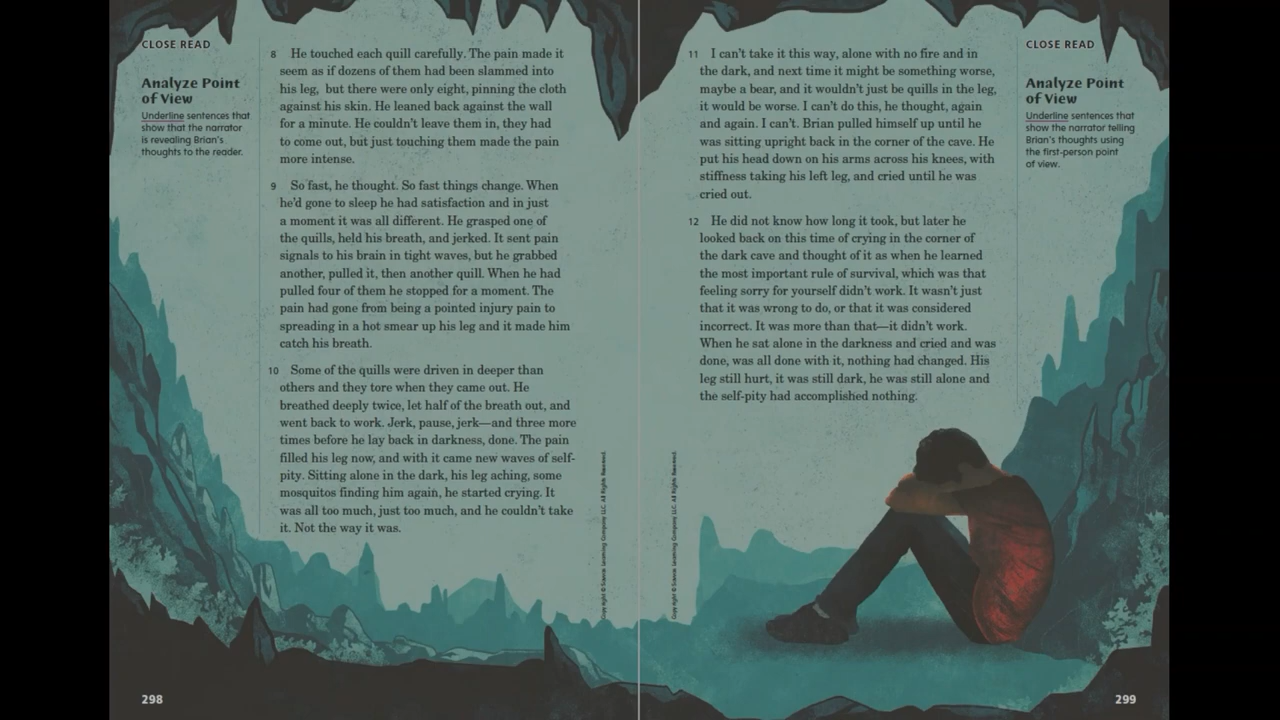 CLOSE READ
Analyze Point
of View
Underline sentences that
show that the narrator
is revealing Brian's
thoughts to the reader.
8 He touched each quill carefully. The pain made it
seem as if dozens of them had been slammed into
his leg, but there were only eight, pinning the cloth
against his skin. He leaned back against the wall
for a minute. He couldn't leave them in, they had
to come out, but just touching them made the pain
more intense.
9 So fast, he thought. So fast things change. When
he'd gone to sleep he had satisfaction and in just
a moment it was all different. He grasped one of
the quills, held his breath, and jerked. It sent pain
signals to his brain in tight waves, but he grabbed
another, pulled it, then another quill. When he had
pulled four of them he stopped for a moment. The
pain had gone from being a pointed injury pain to
spreading in a hot smear up his leg and it made him
catch his breath.
10 Some of the quills were driven in deeper than
others and they tore when they came out. He
breathed deeply twice, let half of the breath out, and
went back to work. Jerk, pause, jerk—and three more
times before he lay back in darkness, done. The pain
filled his leg now, and with it came new waves of self-
pity. Sitting alone in the dark, his leg aching, some
mosquitos finding him again, he started crying. It
was all too much, just too much, and he couldn't take
it. Not the way it was.
Copyright © Savvas Learning Company LLC. All Rights Reserved.
298
11 I can't take it this way, alone with no fire and in
the dark, and next time it might be something worse,
maybe a bear, and it wouldn't just be quills in the leg,
it would be worse. I can't do this, he thought, again
and again. I can't. Brian pulled himself up until he
was sitting upright back in the corner of the cave. He
put his head down on his arms across his knees, with
stiffness taking his left leg, and cried until he was
cried out.
12 He did not know how long it took, but later he
looked back on this time of crying in the corner of
the dark cave and thought of it as when he learned
the most important rule of survival, which was that
feeling sorry for yourself didn't work. It wasn't just
that it was wrong to do, or that it was considered
incorrect. It was more than that—it didn't work.
When he sat alone in the darkness and cried and was
done, was all done with it, nothing had changed. His
leg still hurt, it was still dark, he was still alone and
the self-pity had accomplished nothing.
Copyright © Savvas Learning Company LLC. All Rights Reserved.
CLOSE READ
Analyze Point
of View
Underline sentences that
show the narrator telling
Brian's thoughts using
the first-person point
of view.
299